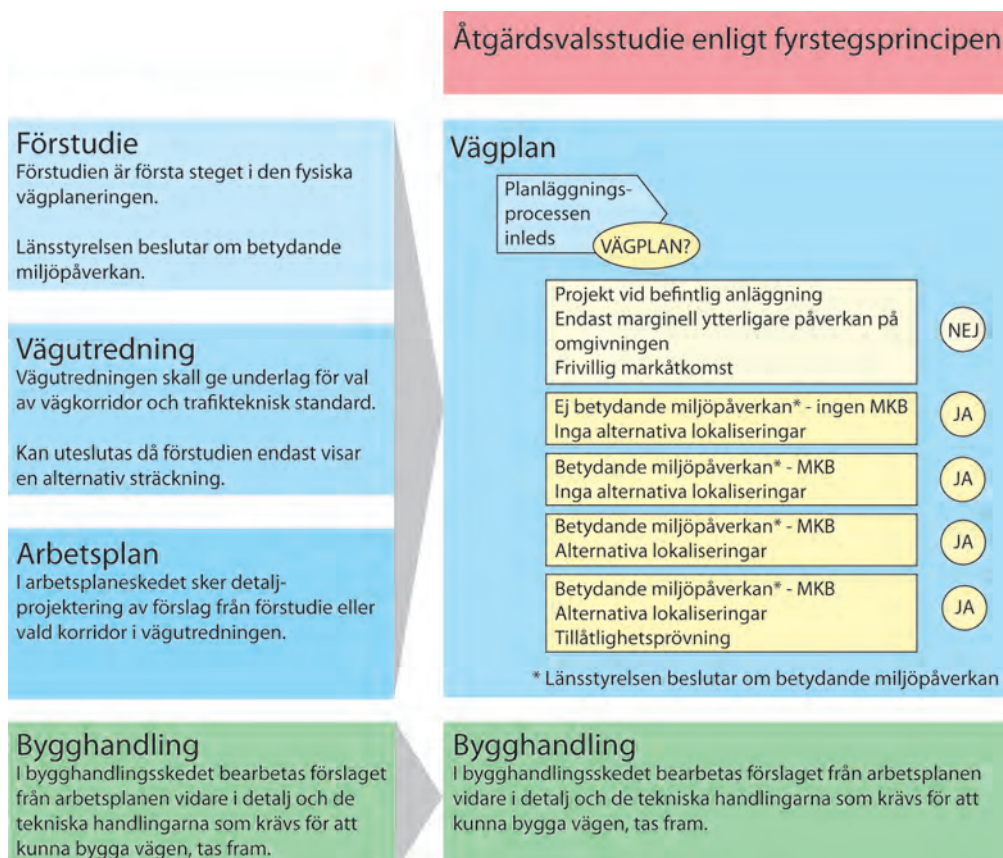 Åtgärdsvalsstudie enligt fyrstegsprincipen
Förstudie
Förstudien är första steget i den fysiska
vägplaneringen.
Länsstyrelsen beslutar om betydande
miljöpåverkan.
Vägutredning
Vägutredningen skall ge underlag för val
av vägkorridor och trafikteknisk standard.
Kan uteslutas då förstudien endast visar
en alternativ sträckning.
Arbetsplan
I arbetsplaneskedet sker detalj-
projektering av förslag från förstudie eller
vald korridor i vägutredningen.
Vägplan
Planläggnings-
processen
inleds
VÄGPLAN?
Projekt vid befintlig anläggning
Endast marginell ytterligare påverkan på
omgivningen
Frivillig markåtkomst
NEJ
Ej betydande miljöpåverkan* - ingen MKB
Inga alternativa lokaliseringar
JA
Betydande miljöpåverkan* - MKB
Inga alternativa lokaliseringar
JA
Betydande miljöpåverkan* - MKB
Alternativa lokaliseringar
JA
Betydande miljöpåverkan* - MKB
Alternativa lokaliseringar
Tillåtlighetsprövning
JA
* Länsstyrelsen beslutar om betydande miljöpåverkan
Bygghandling
I bygghandlingsskedet bearbetas förslaget
från arbetsplanen vidare i detalj och de
tekniska handlingarna som krävs för att
kunna bygga vägen, tas fram.
Bygghandling
I bygghandlingsskedet bearbetas förslaget från arbetsplanen
vidare i detalj och de tekniska handlingarna som krävs för att
kunna bygga vägen, tas fram.